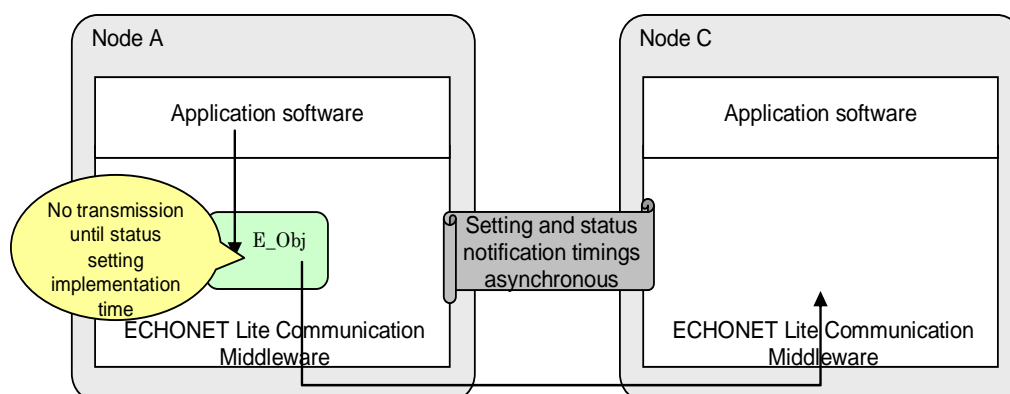 Node A
Node C
Application software
Application software
No transmission
until status
setting
implementation
time
E_Obj
Setting and status
notification timings
asynchronous
ECHONET Lite Communication
Middleware
ECHONET Lite Communication
Middleware